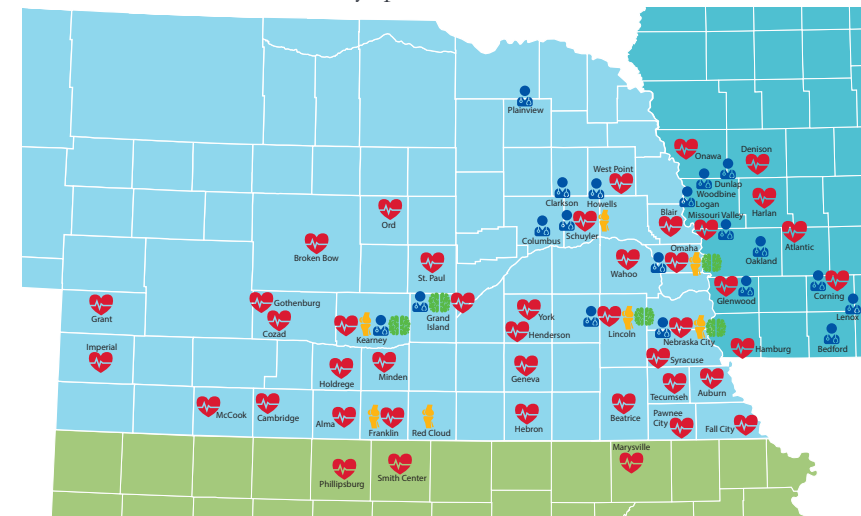 Plainview
Onawa
Denison
West Point
Dunlap
Woodbine
Clarkson
Howells
Logan
Blair
Missouri Valley
Harlan
Ord
Columbus
Schuyler
Atlantic
Omaha
Broken Bow
Oakland
St. Paul
Wahoo
Glenwood
Corning
Gothenburg
Grant
Grand
Island
York
Lenox
Cozad
Kearney
Henderson
Lincoln
Nebraska City
Imperial
Hamburg
Bedford
Syracuse
Minden
Holdrege
Geneva
Tecumseh
Auburn
McCook
Cambridge
Alma
Franklin
Red Cloud
Hebron
Beatrice
Pawnee
City
Fall City
Marysville
Smith Center
Phillipsburg